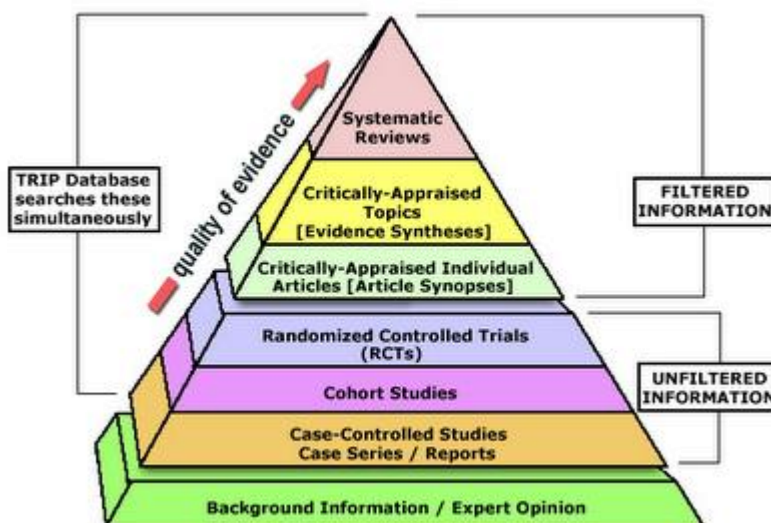 Systematic
Reviews
quality of evidence
TRIP Database
searches these
simultaneously
Critically-Appraised
Topics
[Evidence Syntheses]
FILTERED
INFORMATION
Critically-Appraised Individual
Articles [Article Synopses]
Randomized Controlled Trials
(RCTs)
UNFILTERED
INFORMATION
Cohort Studies
Case-Controlled Studies
Case Series / Reports
Background Information / Expert Opinion